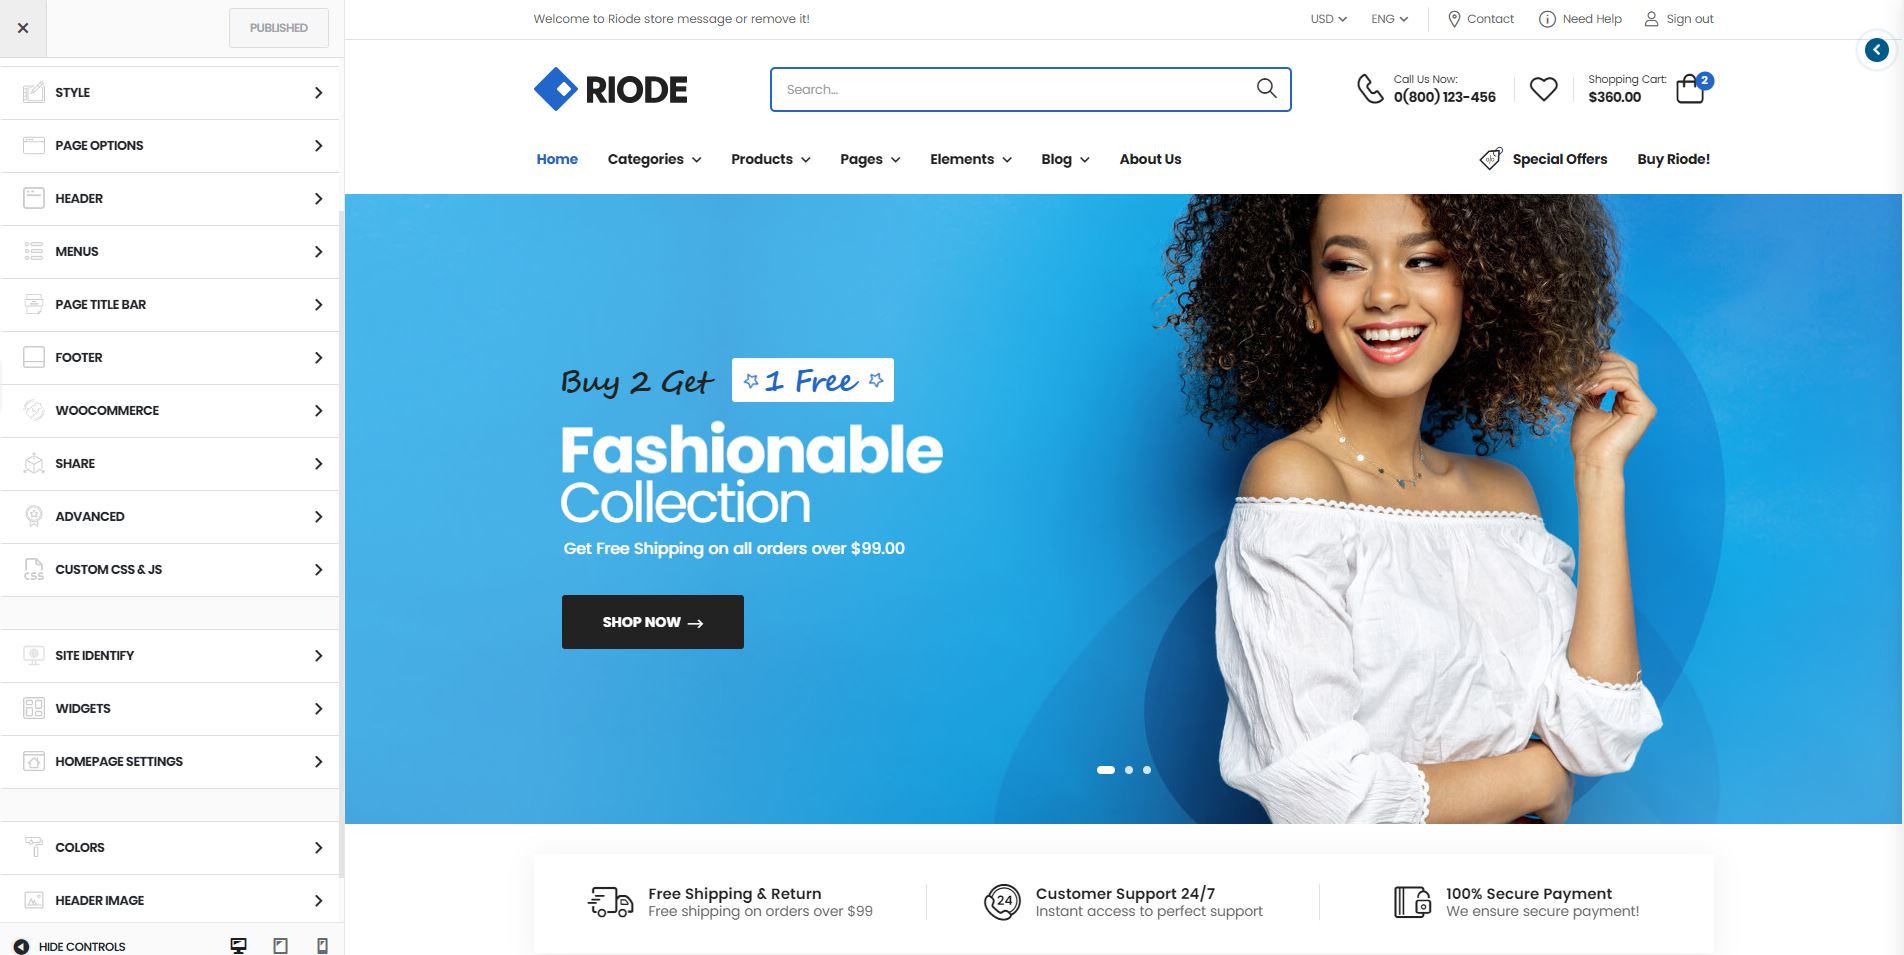 PUBLISHED
STYLE
PAGE OPTIONS
HEADER
MENUS
PAGE TITLE BAR
FOOTER
WOOCOMMERCE
SHARE
ADVANCED
CSS
CUSTOM CSS & JS
SITE IDENTIFY
WIDGETS
HOMEPAGE SETTINGS
COLORS
HEADER IMAGE
HIDE CONTROLS
Welcome to Riode store message or remove it!
USD
ENG
Contact
Need Help
Sign out
RIODE
Search...
Call Us Now:
0(800) 123-456
Shopping Cart:
$360.00
2
Home
Categories
Products
Pages
Elements
Blog
About Us
Special Offers
Buy Riode!
Buy 2 Get 1 Free
Fashionable
Collection
Get Free Shipping on all orders over $99.00
SHOP NOW
Free Shipping & Return
Free shipping on orders over $99
24
Customer Support 24/7
Instant access to perfect support
100% Secure Payment
We ensure secure payment!